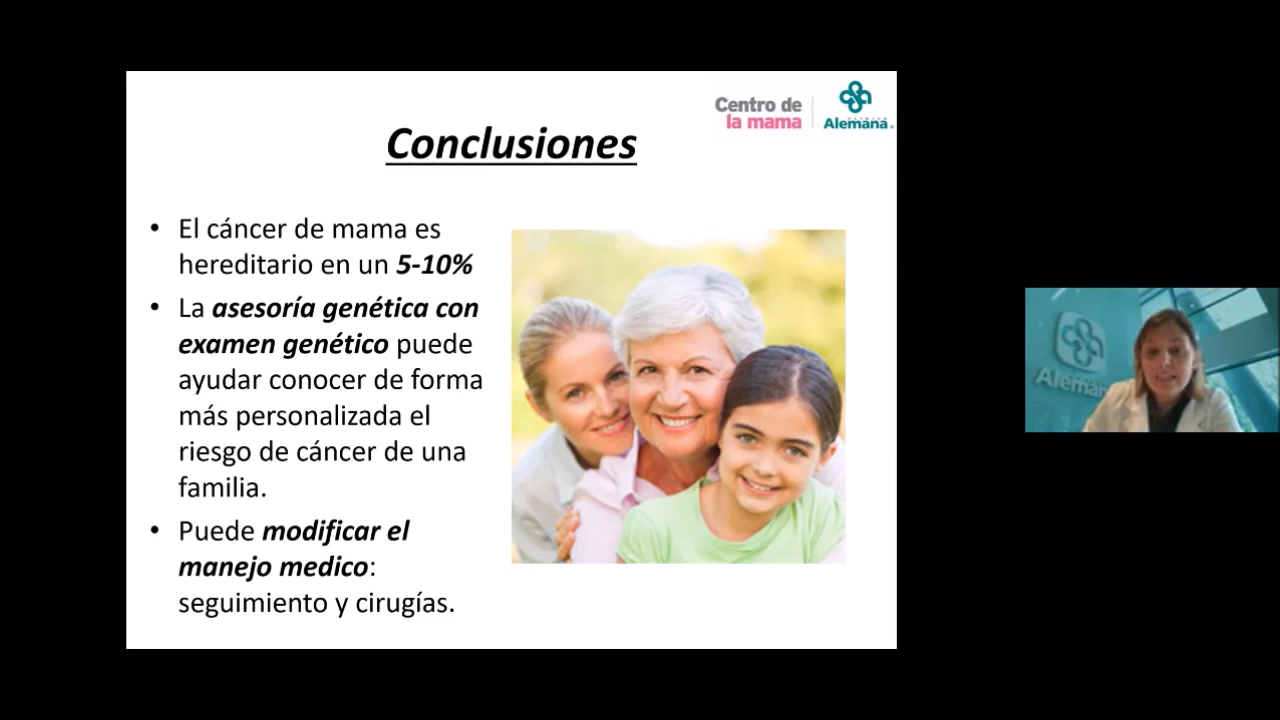 Centro de
la mama
CLINICA
Alemana®
Conclusiones
• El cáncer de mama es
hereditario en un 5-10%
• La asesoría genética con
examen genético puede
ayudar conocer de forma
más personalizada el
riesgo de cáncer de una
familia.
• Puede modificar el
manejo medico:
seguimiento y cirugías.
Aleman